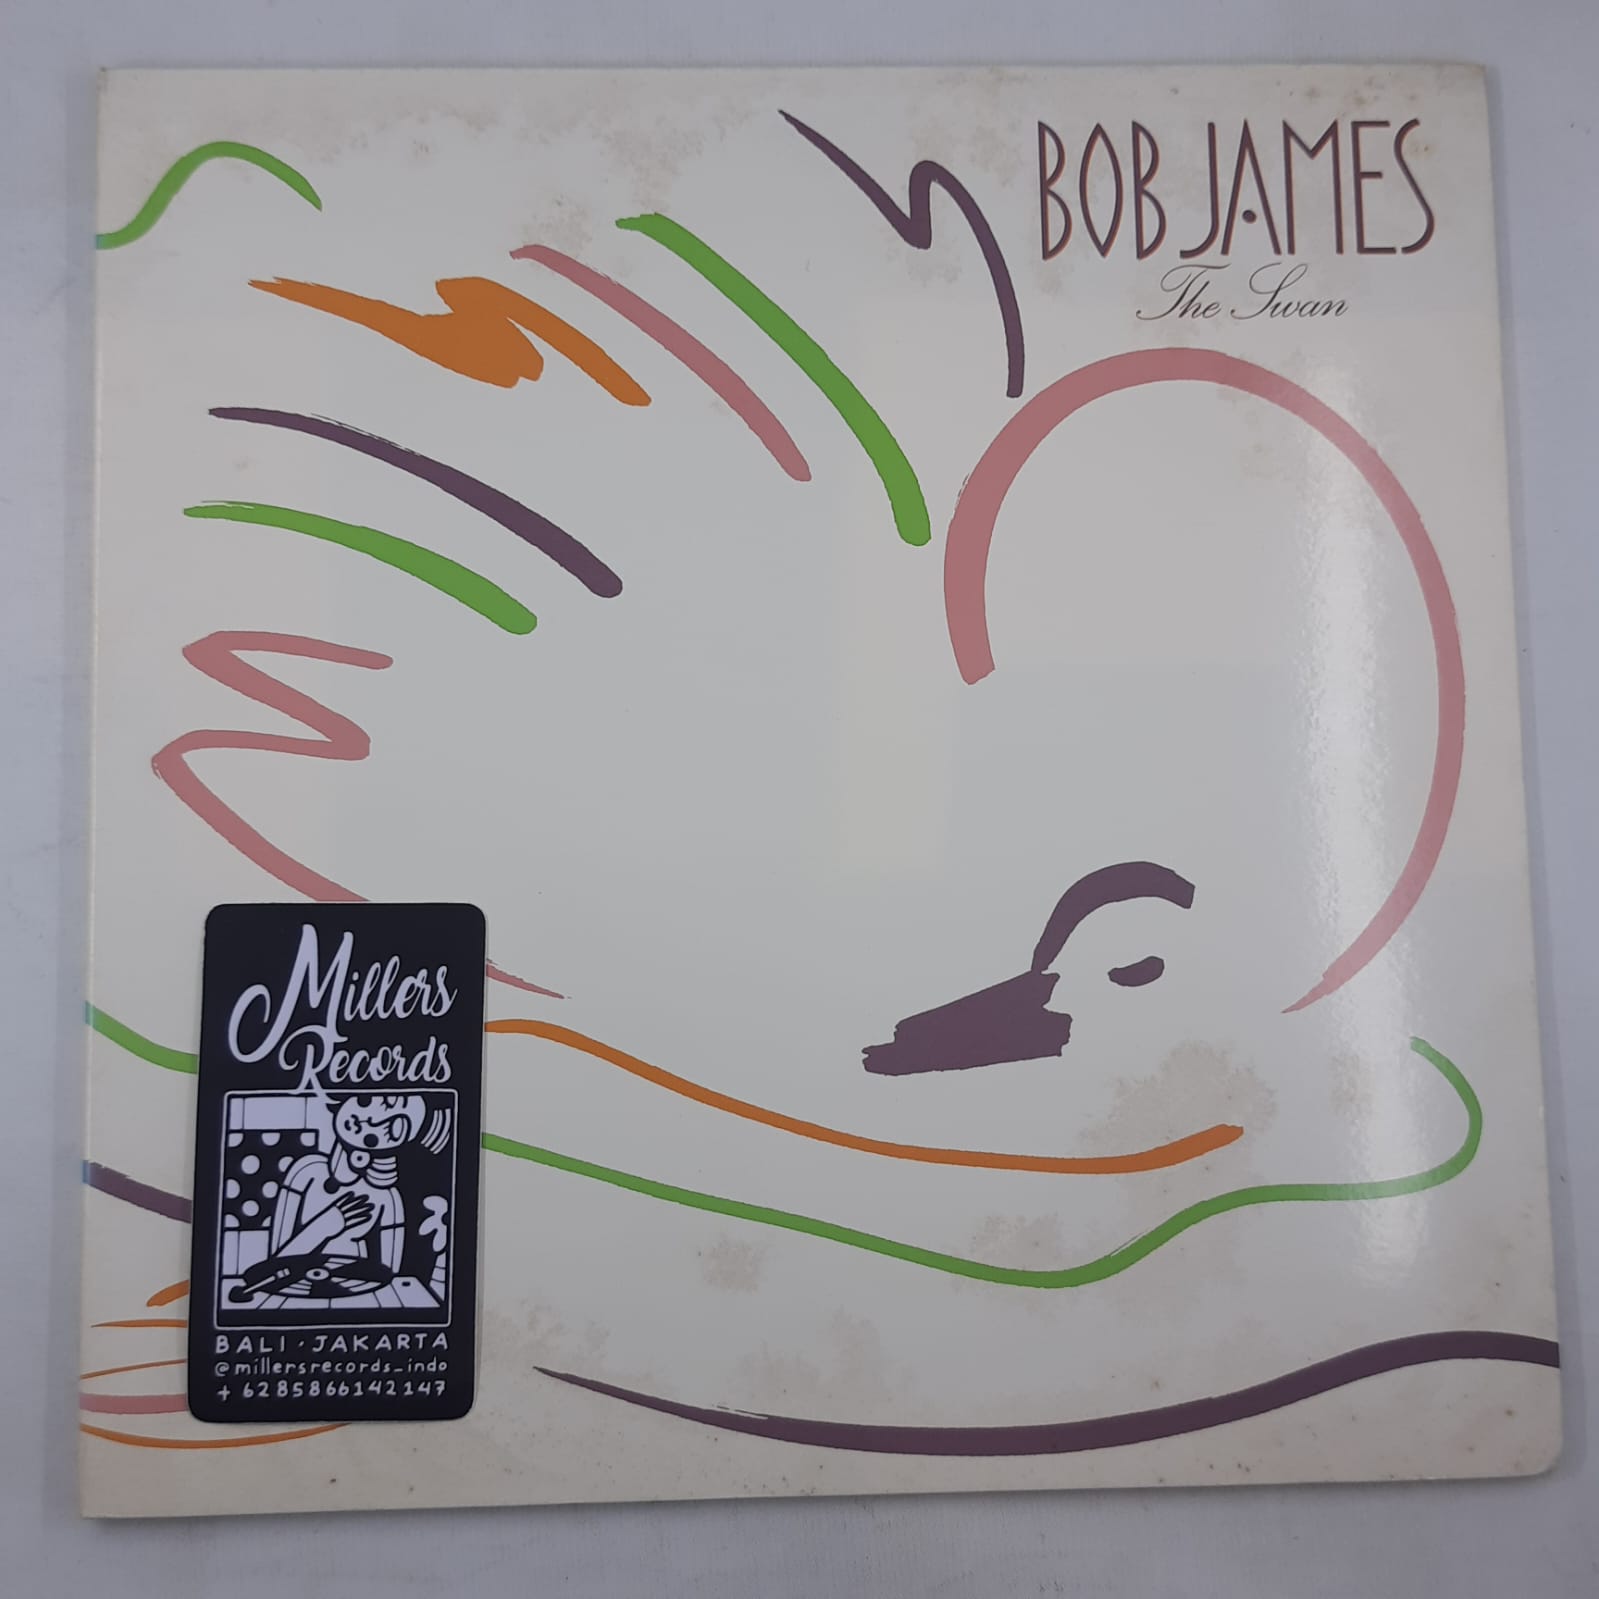 BOB JAMES
The Swan
Millers
Records
BALI · JAKARTA
@millersrecords_indo
+ 6285866142147